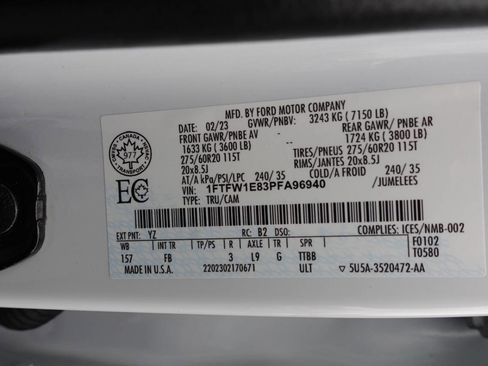 MFD. BY FORD MOTOR COMPANY
DATE: 02/23 GVWR/PNBV: 3243 KG ( 7150 LB)
FRONT GAWR/PNBE AV REAR GAWR/ PNBE AR
1633 KG ( 3600 LB) 1724 KG ( 3800 LB)
275/60R20 115T TIRES/PNEUS 275/60R20 115T
20x8.5J RIMS/JANTES 20x8.5J
AT/A kPa/PSI/LPC 240/ 35 COLD/A FROID 240/ 35
VIN: 1FTFW1E83PFA96940 /JUMELEES
TYPE: TRU/CAM
CANADA
977
TRANSPORT
EC
EXT PNT: YZ RC: B2 DSO: COMPLIES: ICES/NMB-002
WB INT TR TP/PS R AXLE TR SPR F0102
157 FB 3 L9 G TTBB T0580
MADE IN U.S.A. 2202302170671 ULT 5U5A-3520472-AA